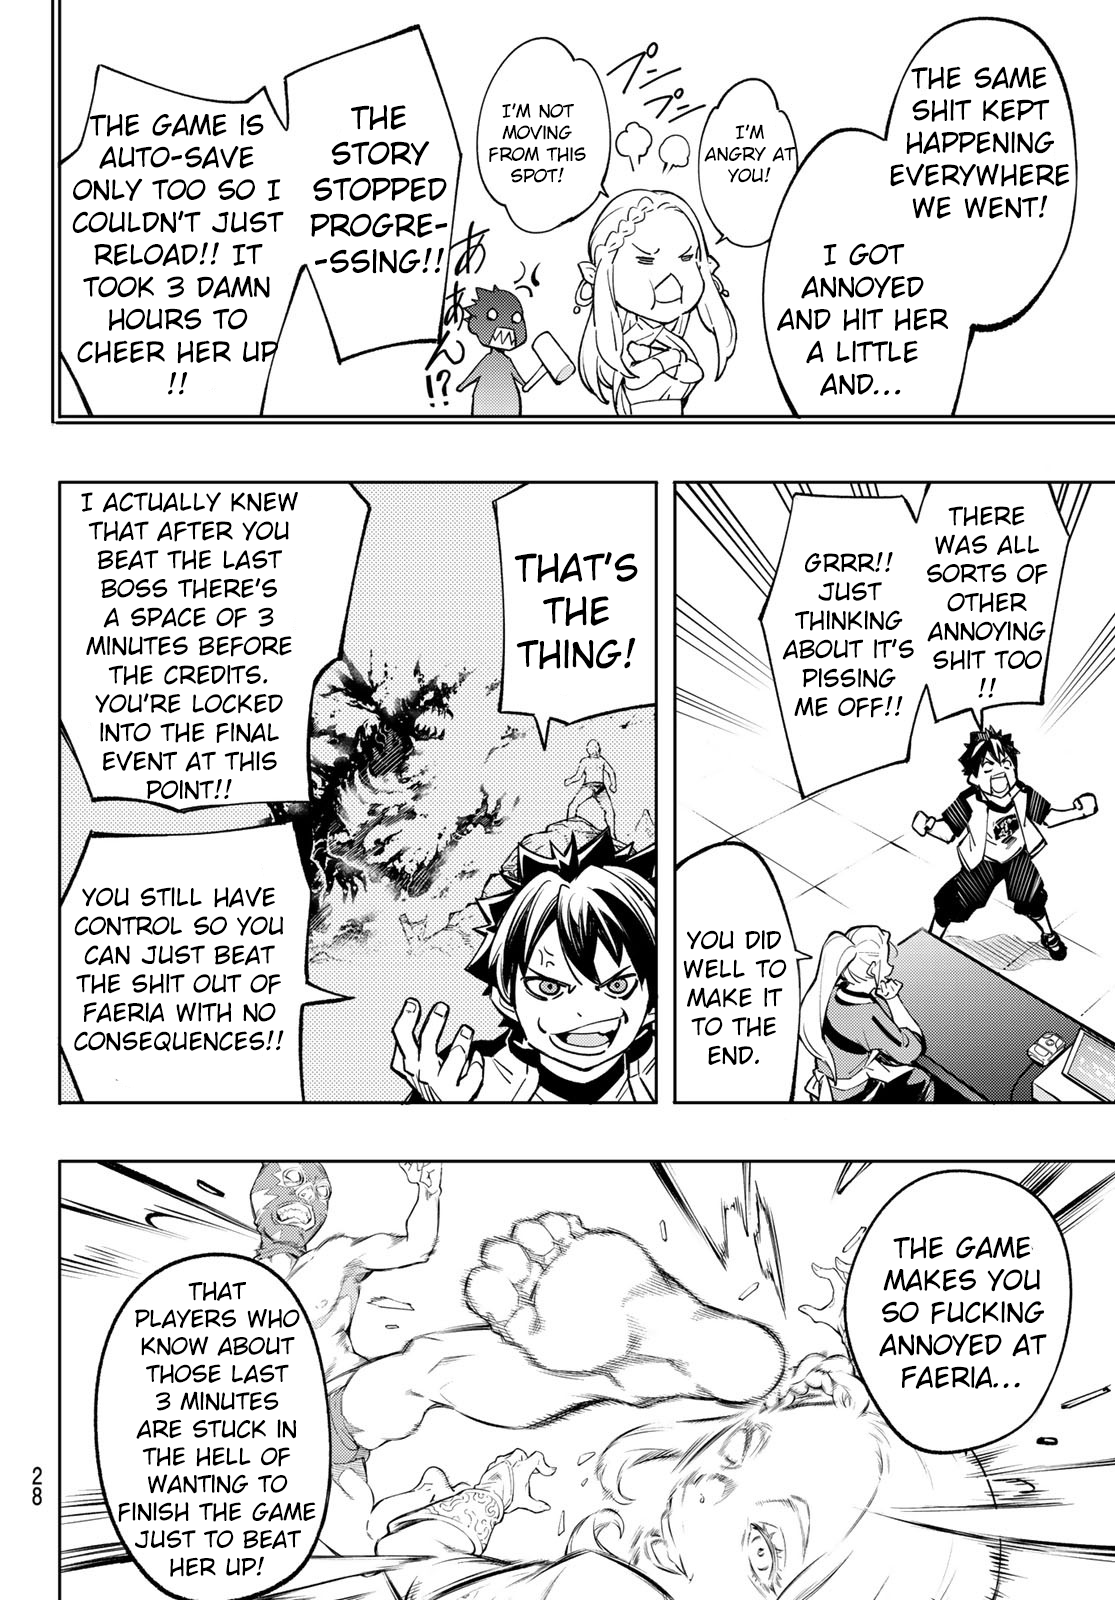 THE SAME
SHIT KEPT
HAPPENING
EVERYWHERE
WE WENT!
I GOT
ANNOYED
AND HIT HER
A LITTLE
AND...
I'M
ANGRY AT
YOU!
プンプン
I'M NOT
MOVING
FROM THIS
SPOT!
ああん!?
THE
STORY
STOPPED
PROGRE-
-SSING!!
THE GAME IS
AUTO-SAVE
ONLY TOO SO I
COULDN'T JUST
RELOAD!! IT
TOOK 3 DAMN
HOURS TO
CHEER HER UP
!!
THERE
WAS ALL
SORTS OF
OTHER
ANNOYING
SHIT TOO
!!
GRRR!!
JUST
THINKING
ABOUT IT'S
PISSING
ME OFF!!
YOU DID
WELL TO
MAKE IT
TO THE
END.
THAT'S
THE
THING!
I ACTUALLY KNEW
THAT AFTER YOU
BEAT THE LAST
BOSS THERE'S
A SPACE OF 3
MINUTES BEFORE
THE CREDITS.
YOU'RE LOCKED
INTO THE FINAL
EVENT AT THIS
POINT!!
YOU STILL HAVE
CONTROL SO YOU
CAN JUST BEAT
THE SHIT OUT OF
FAERIA WITH NO
CONSEQUENCES!!
THE GAME
MAKES YOU
SO FUCKING
ANNOYED AT
FAERIA...
THAT
PLAYERS WHO
KNOW ABOUT
THOSE LAST
3 MINUTES
ARE STUCK IN
THE HELL OF
WANTING TO
FINISH THE GAME
JUST TO BEAT
HER UP!
28